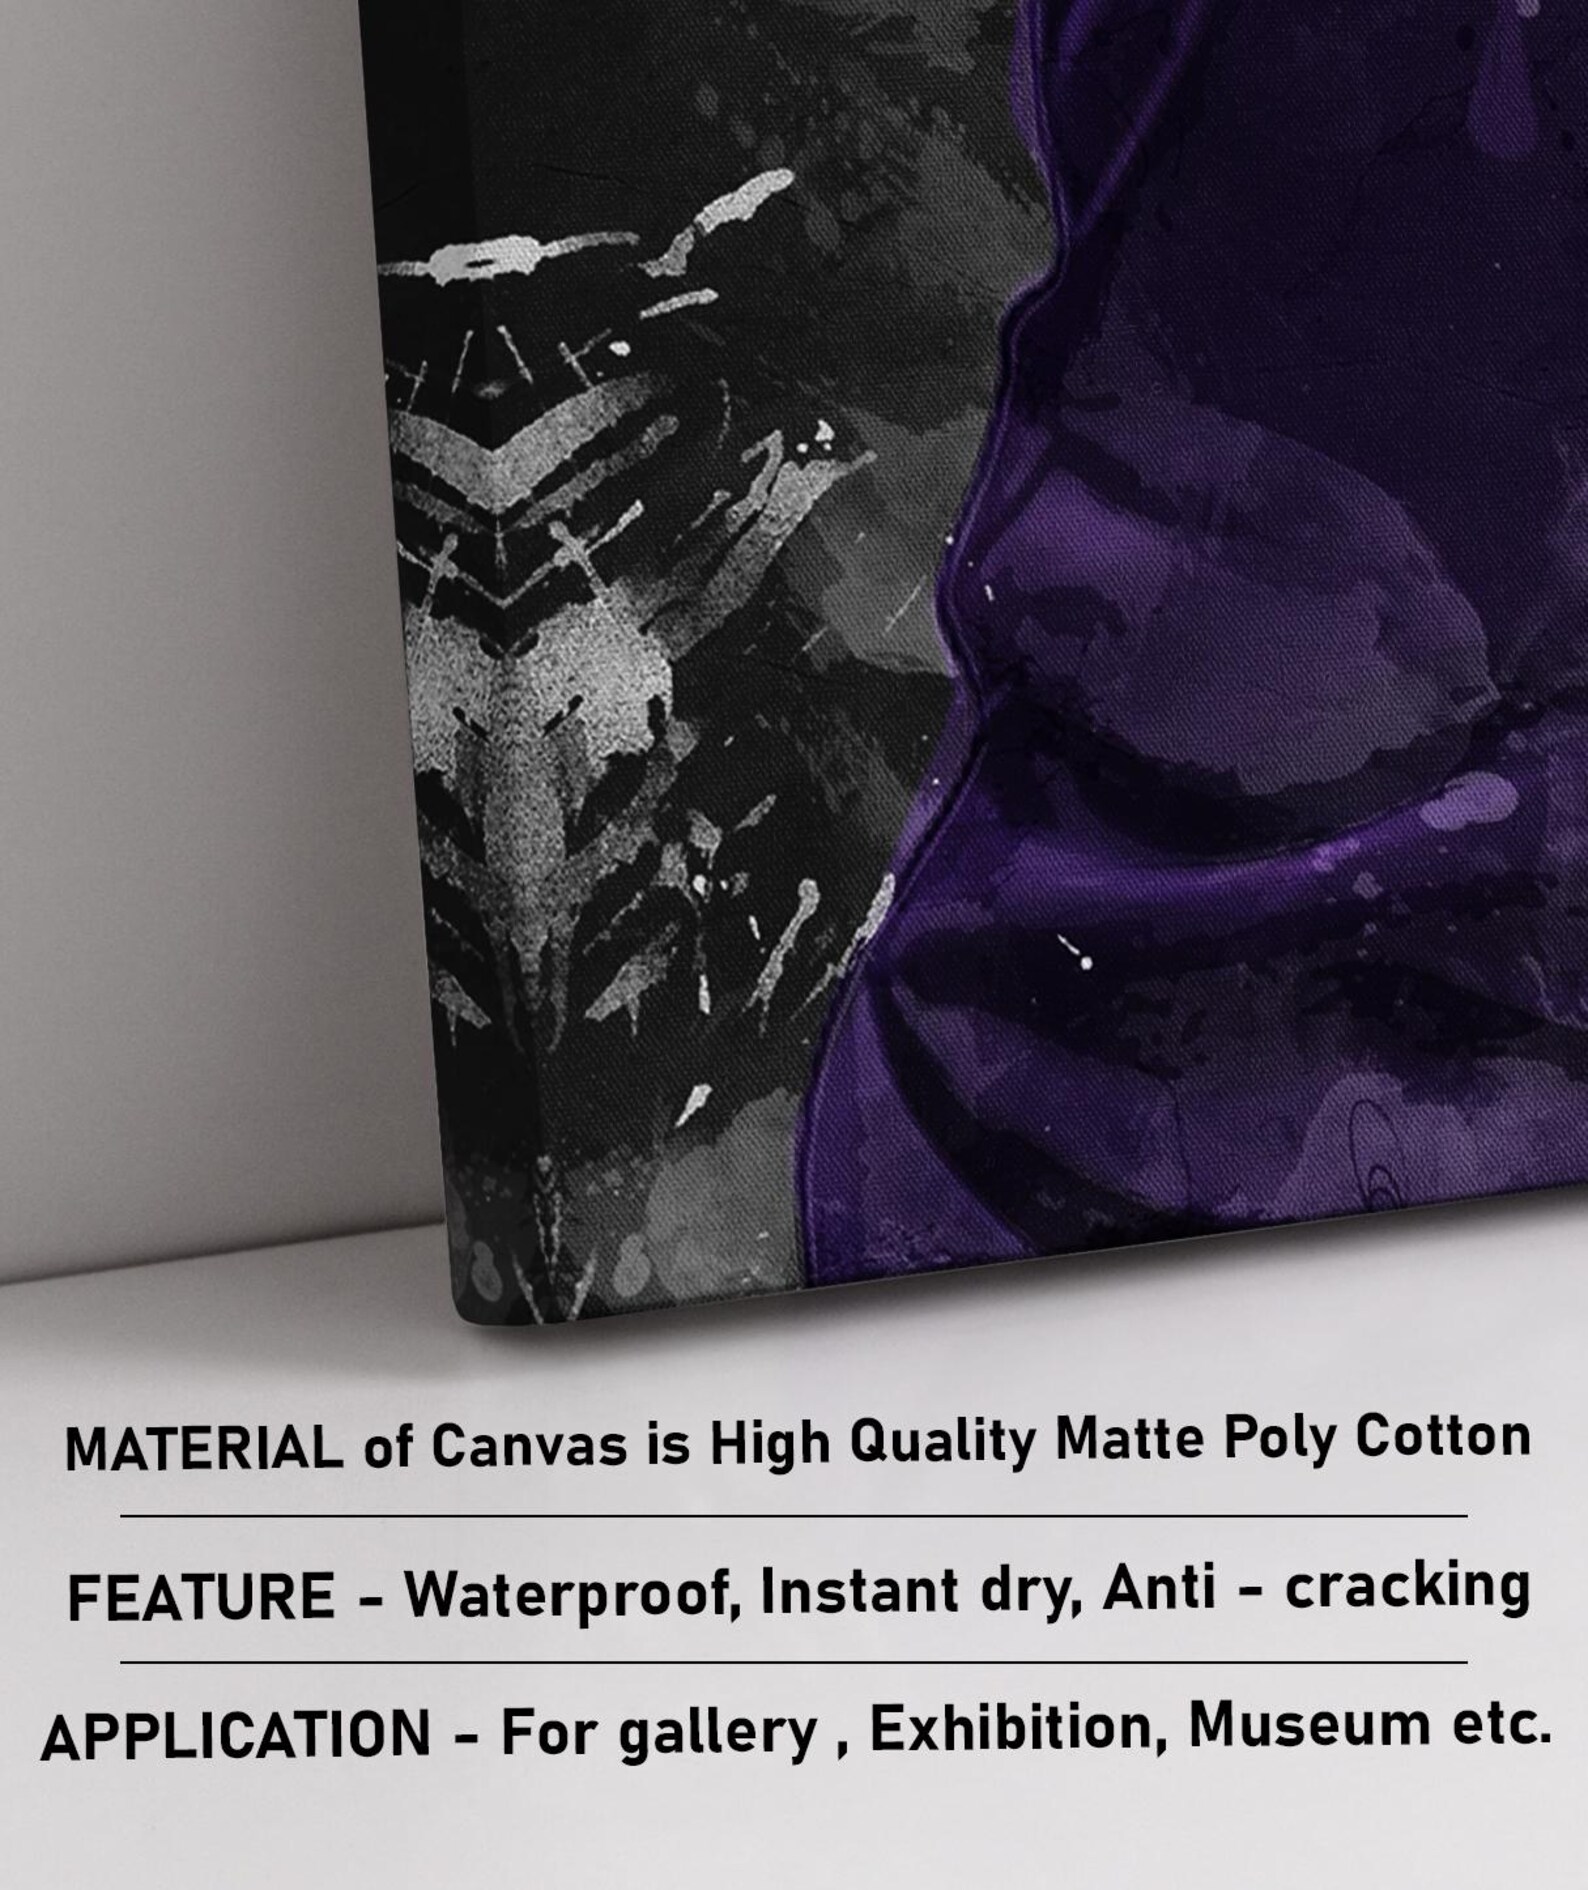 MATERIAL of Canvas is High Quality Matte Poly Cotton
FEATURE - Waterproof, Instant dry, Anti - cracking
APPLICATION - For gallery , Exhibition, Museum etc.